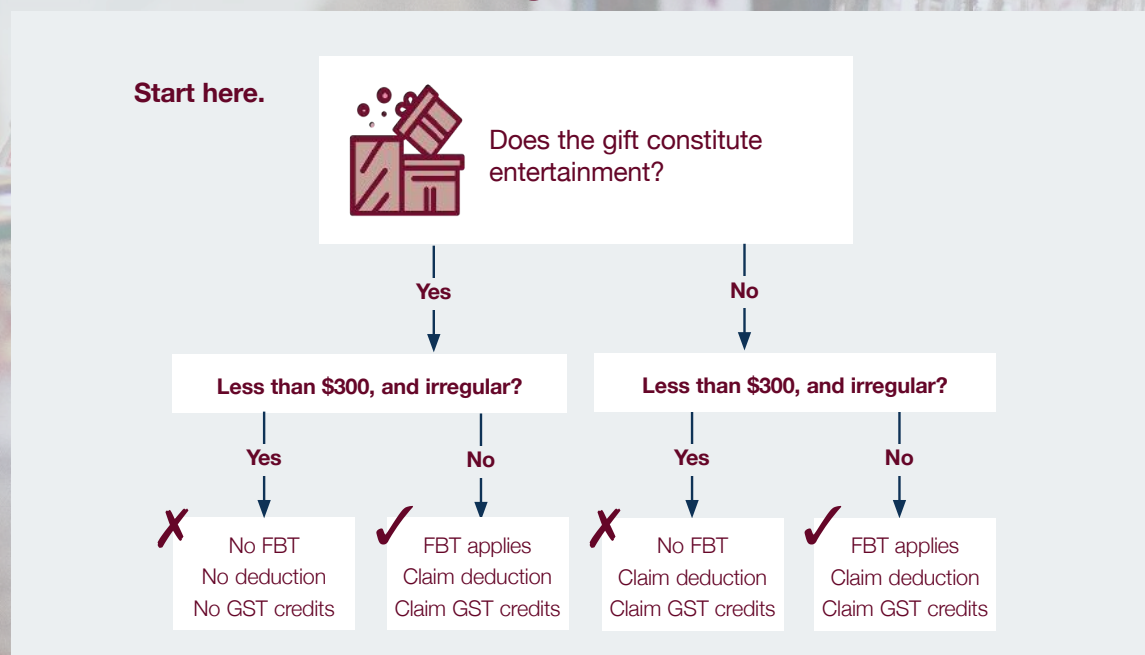 Start here.
Does the gift constitute
entertainment?
Yes
No
Less than $300, and irregular?
Less than $300, and irregular?
Yes
No
Yes
No
No FBT
No deduction
No GST credits
FBT applies
Claim deduction
Claim GST credits
No FBT
Claim deduction
Claim GST credits
FBT applies
Claim deduction
Claim GST credits